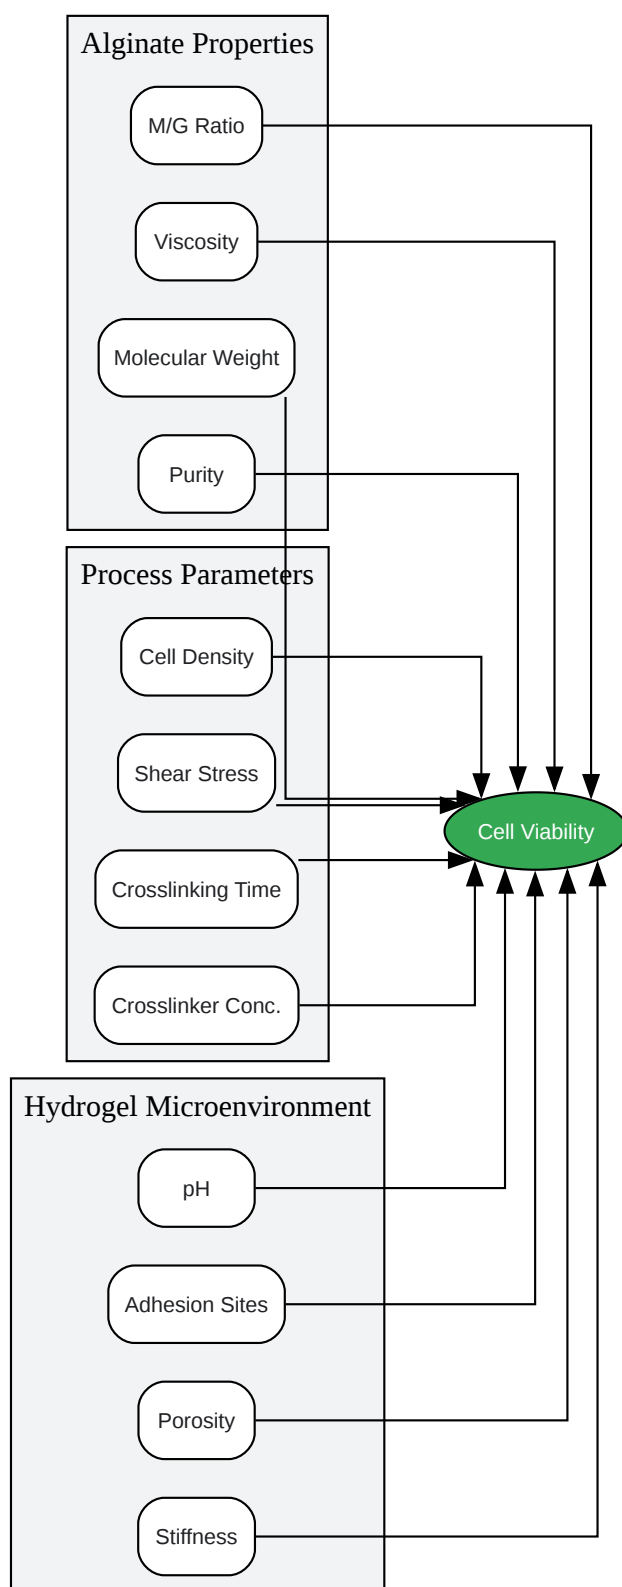 Alginate Properties
M/G Ratio
Viscosity
Molecular Weight
Purity
Process Parameters
Cell Density
Shear Stress
Cell Viability
Crosslinking Time
Crosslinker Conc.
Hydrogel Microenvironment
pH
Adhesion Sites
Porosity
Stiffness